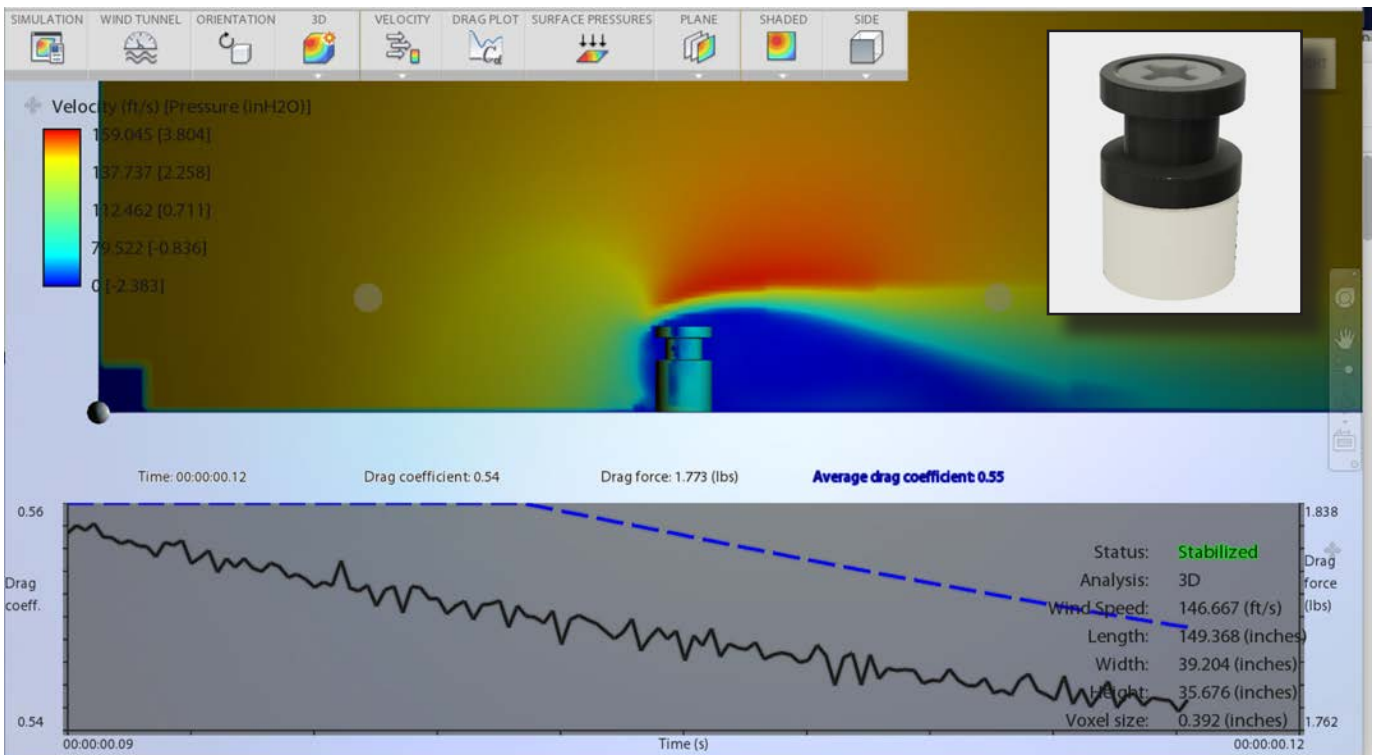 SIMULATION WIND TUNNEL ORIENTATION 3D VELOCITY DRAG PLOT SURFACE PRESSURES PLANE SHADED SIDE
Cd
Velocity (ft/s) [Pressure (inH2O)]
159.045 [3.804]
137.737 [2.258]
112.462 [0.711]
79.522 [-0.836]
0 [-2.383]
Time: 00:00:00.12 Drag coefficient: 0.54 Drag force: 1.773 (lbs) Average drag coefficient: 0.55
0.56
1.838
Drag
coeff.
Drag
force
(lbs)
Status: Stabilized
Analysis: 3D
Wind Speed: 146.667 (ft/s)
Length: 149.368 (inches)
Width: 39.204 (inches)
Height: 35.676 (inches)
Voxel size: 0.392 (inches)
0.54
1.762
00:00:00.09 Time (s) 00:00:00.12